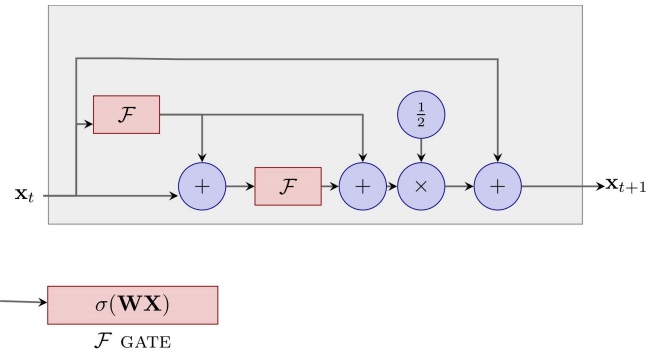 𝓕
1/2
x_t + 𝓕 + × + x_{t+1}
σ(WX)
𝓕 GATE